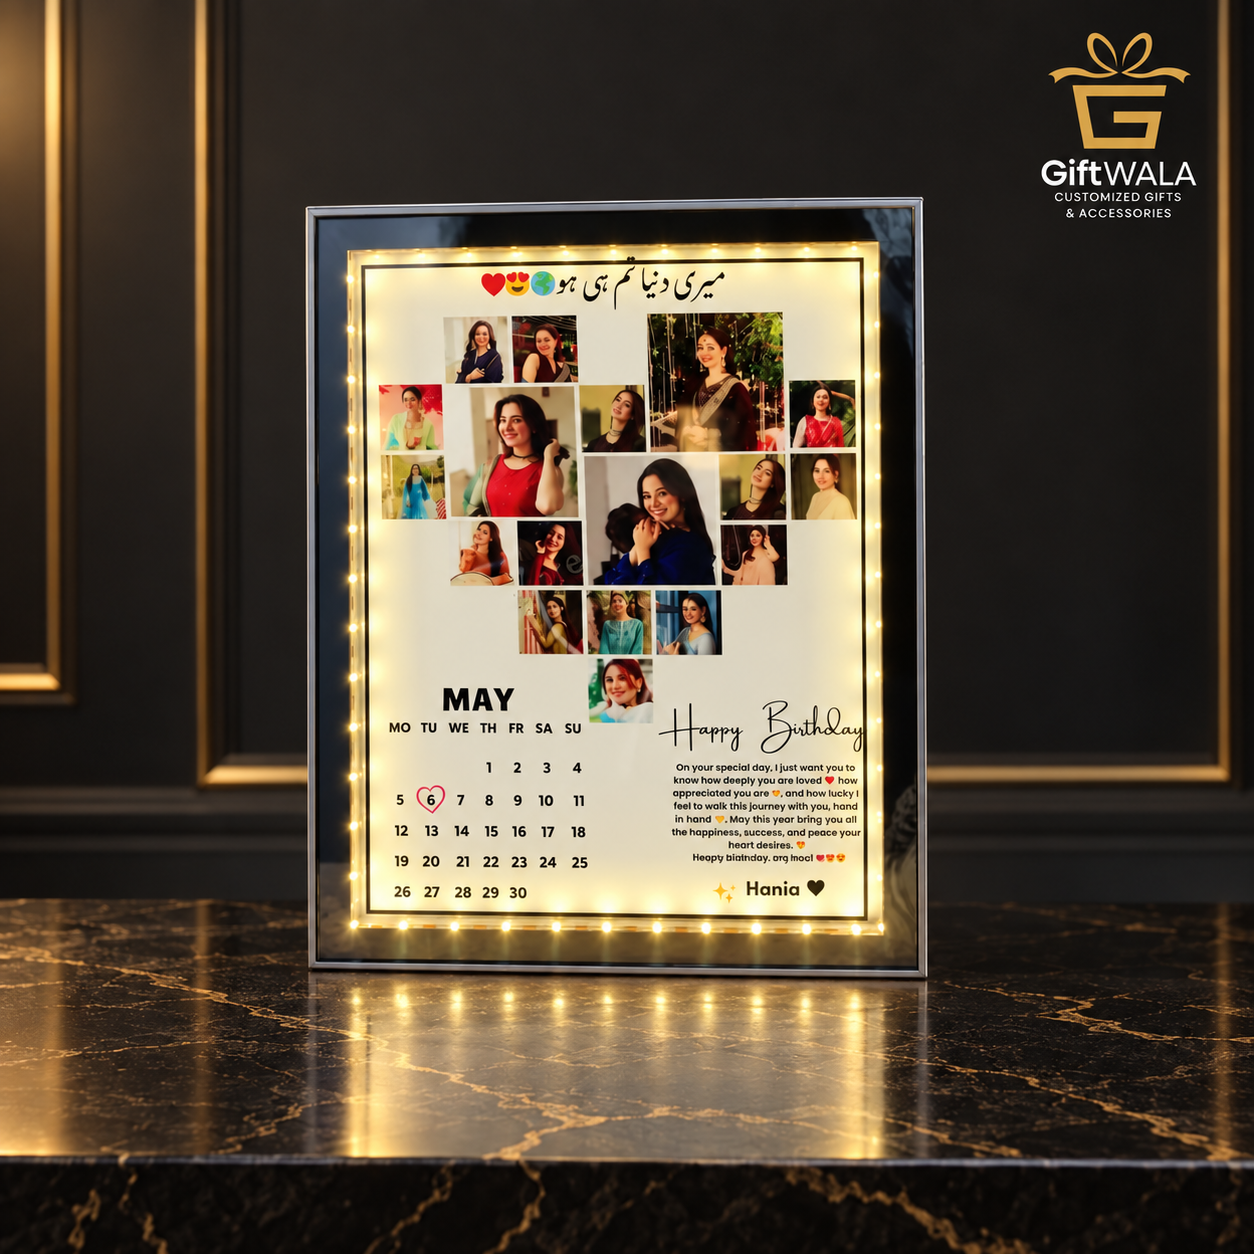 GiftWALA
CUSTOMIZED GIFTS
& ACCESSORIES
میری دنیا تم ہی ہو🌍😍❤️
MAY
MO TU WE TH FR SA SU
1 2 3 4
5 6 7 8 9 10 11
12 13 14 15 16 17 18
19 20 21 22 23 24 25
26 27 28 29 30
Happy Birthday
On your special day, I just want you to
know how deeply you are loved ❤️ how
appreciated you are 🧡, and how lucky I
feel to walk this journey with you, hand
in hand 💛. May this year bring you all
the happiness, success, and peace your
heart desires. 🧡
✨ Hania 🖤